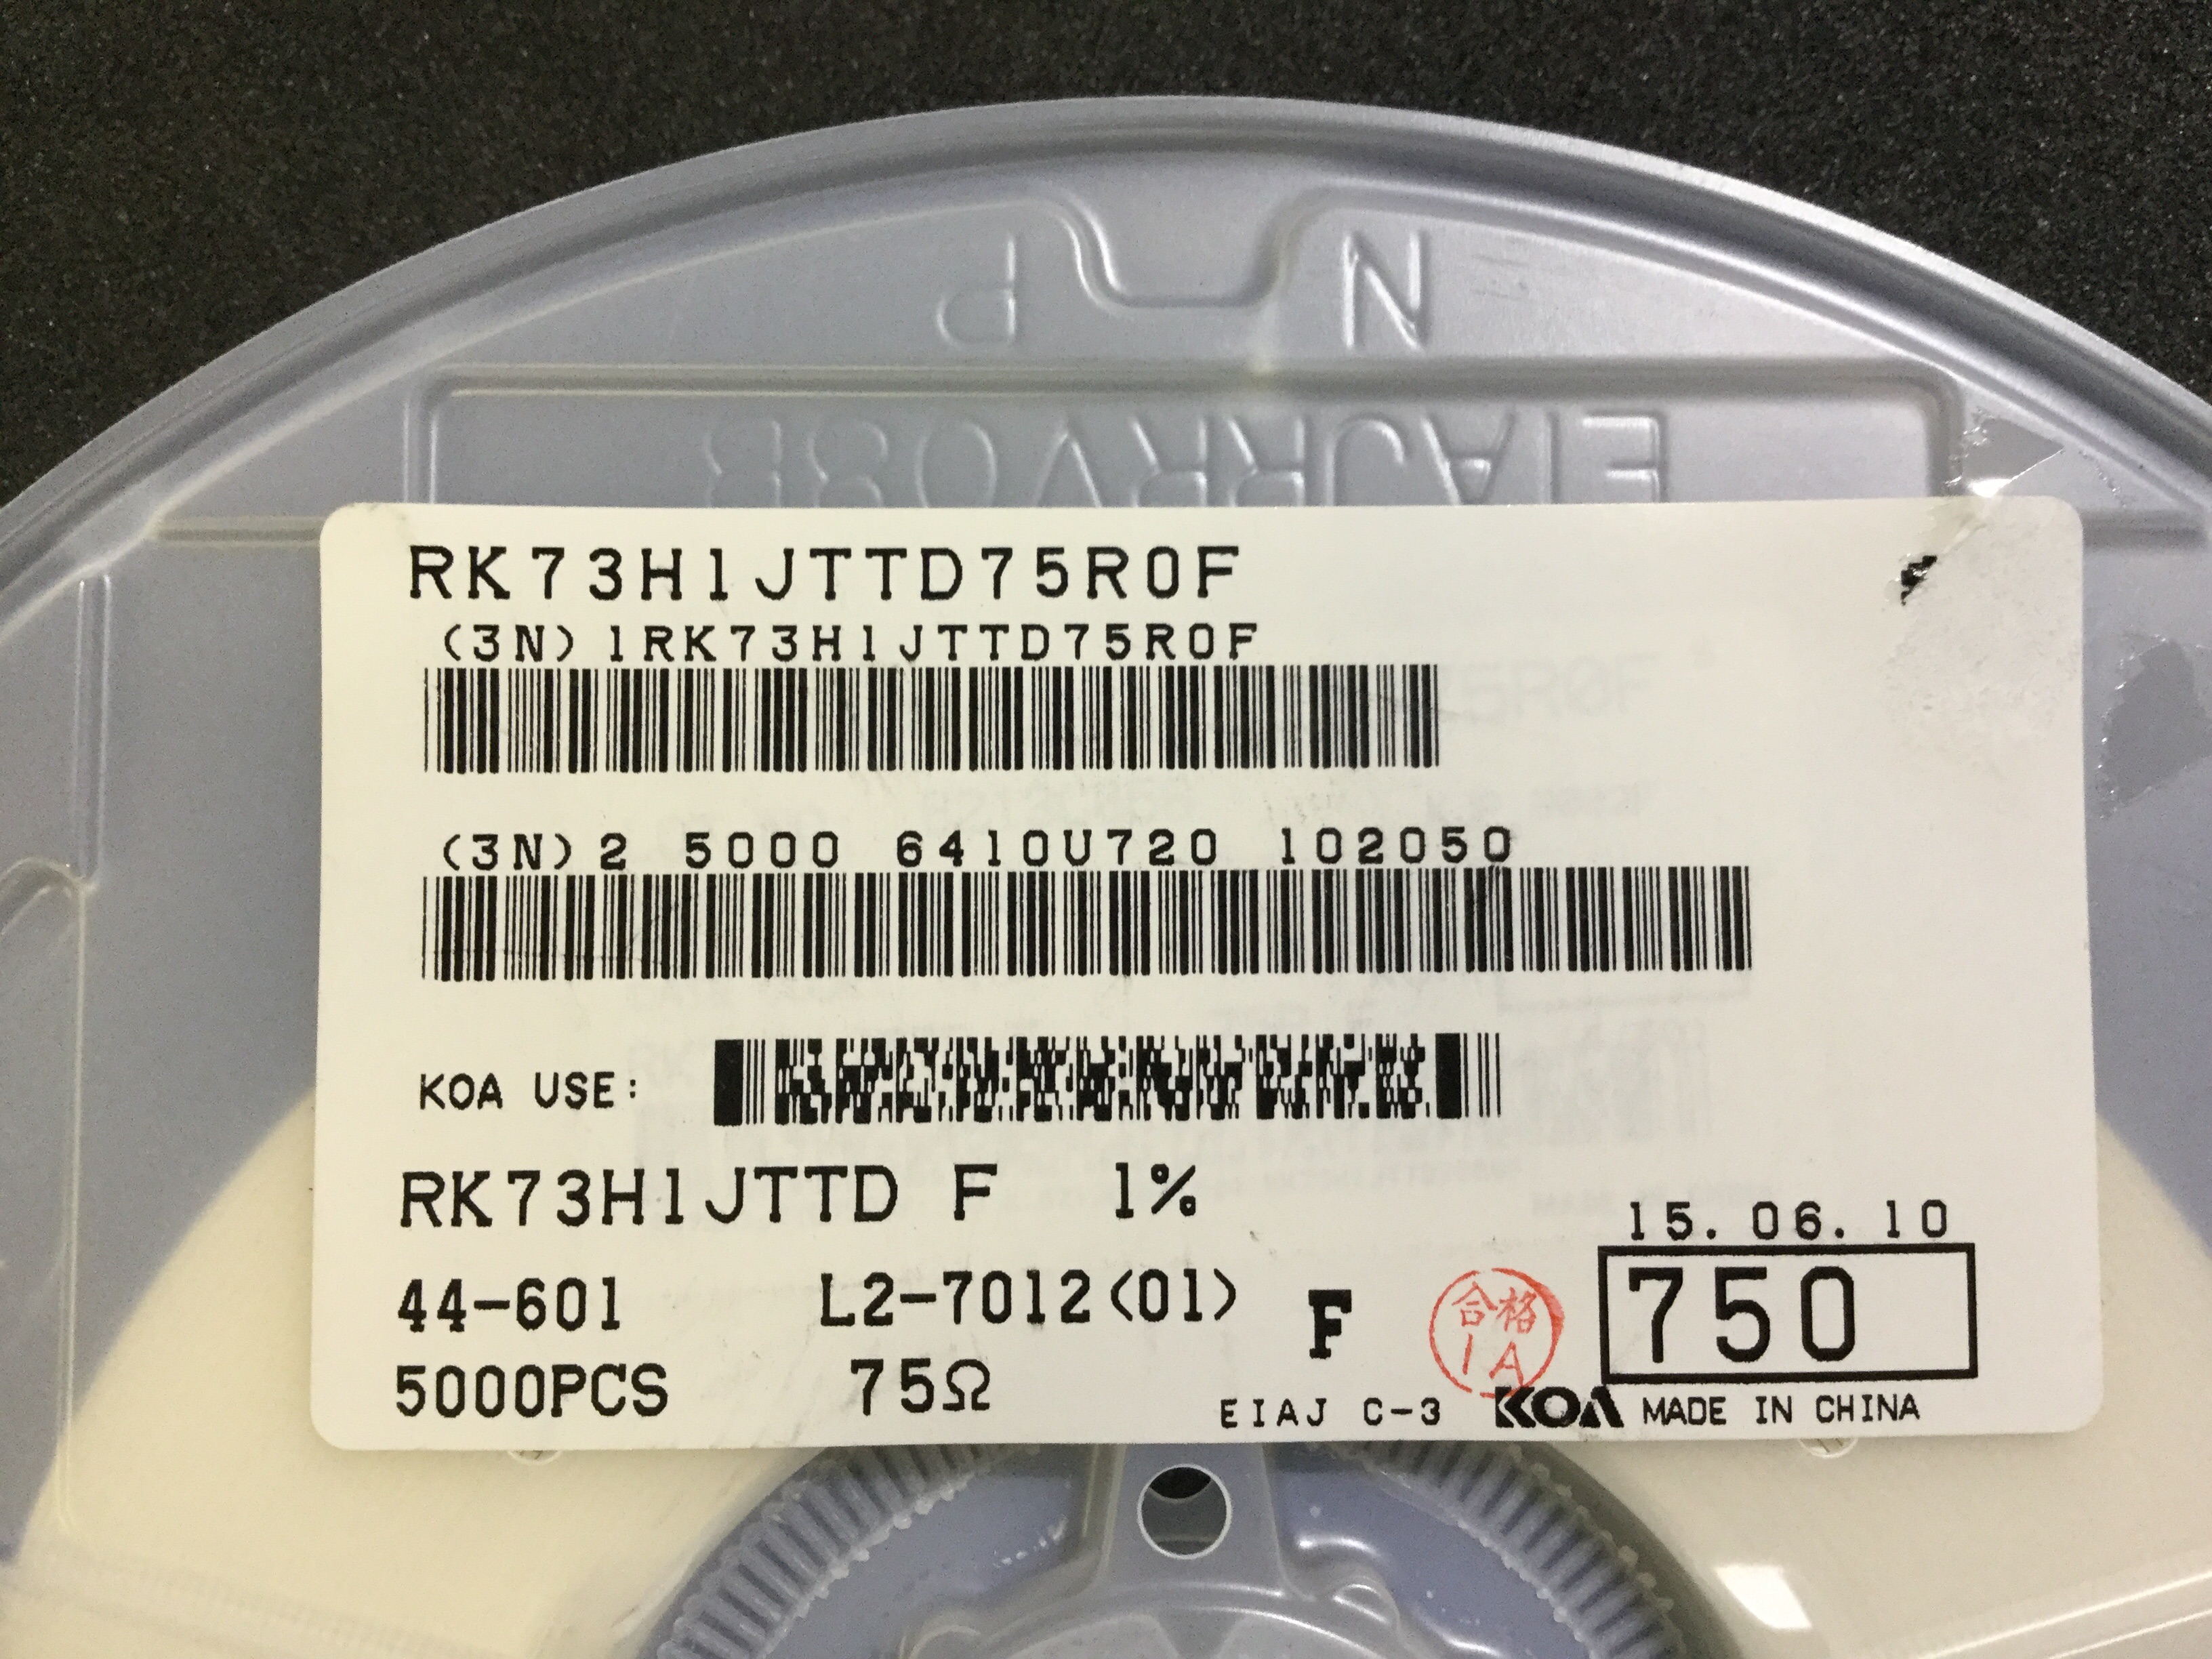 P N
EIAJRRV08B
RK73H1JTTD75R0F
(3N)1RK73H1JTTD75R0F
(3N)2 5000 6410U720 102050
KOA USE:
RK73H1JTTD F 1%
15.06.10
44-601 L2-7012(01) F 合格 1A 750
5000PCS 75Ω EIAJ C-3 KOA MADE IN CHINA